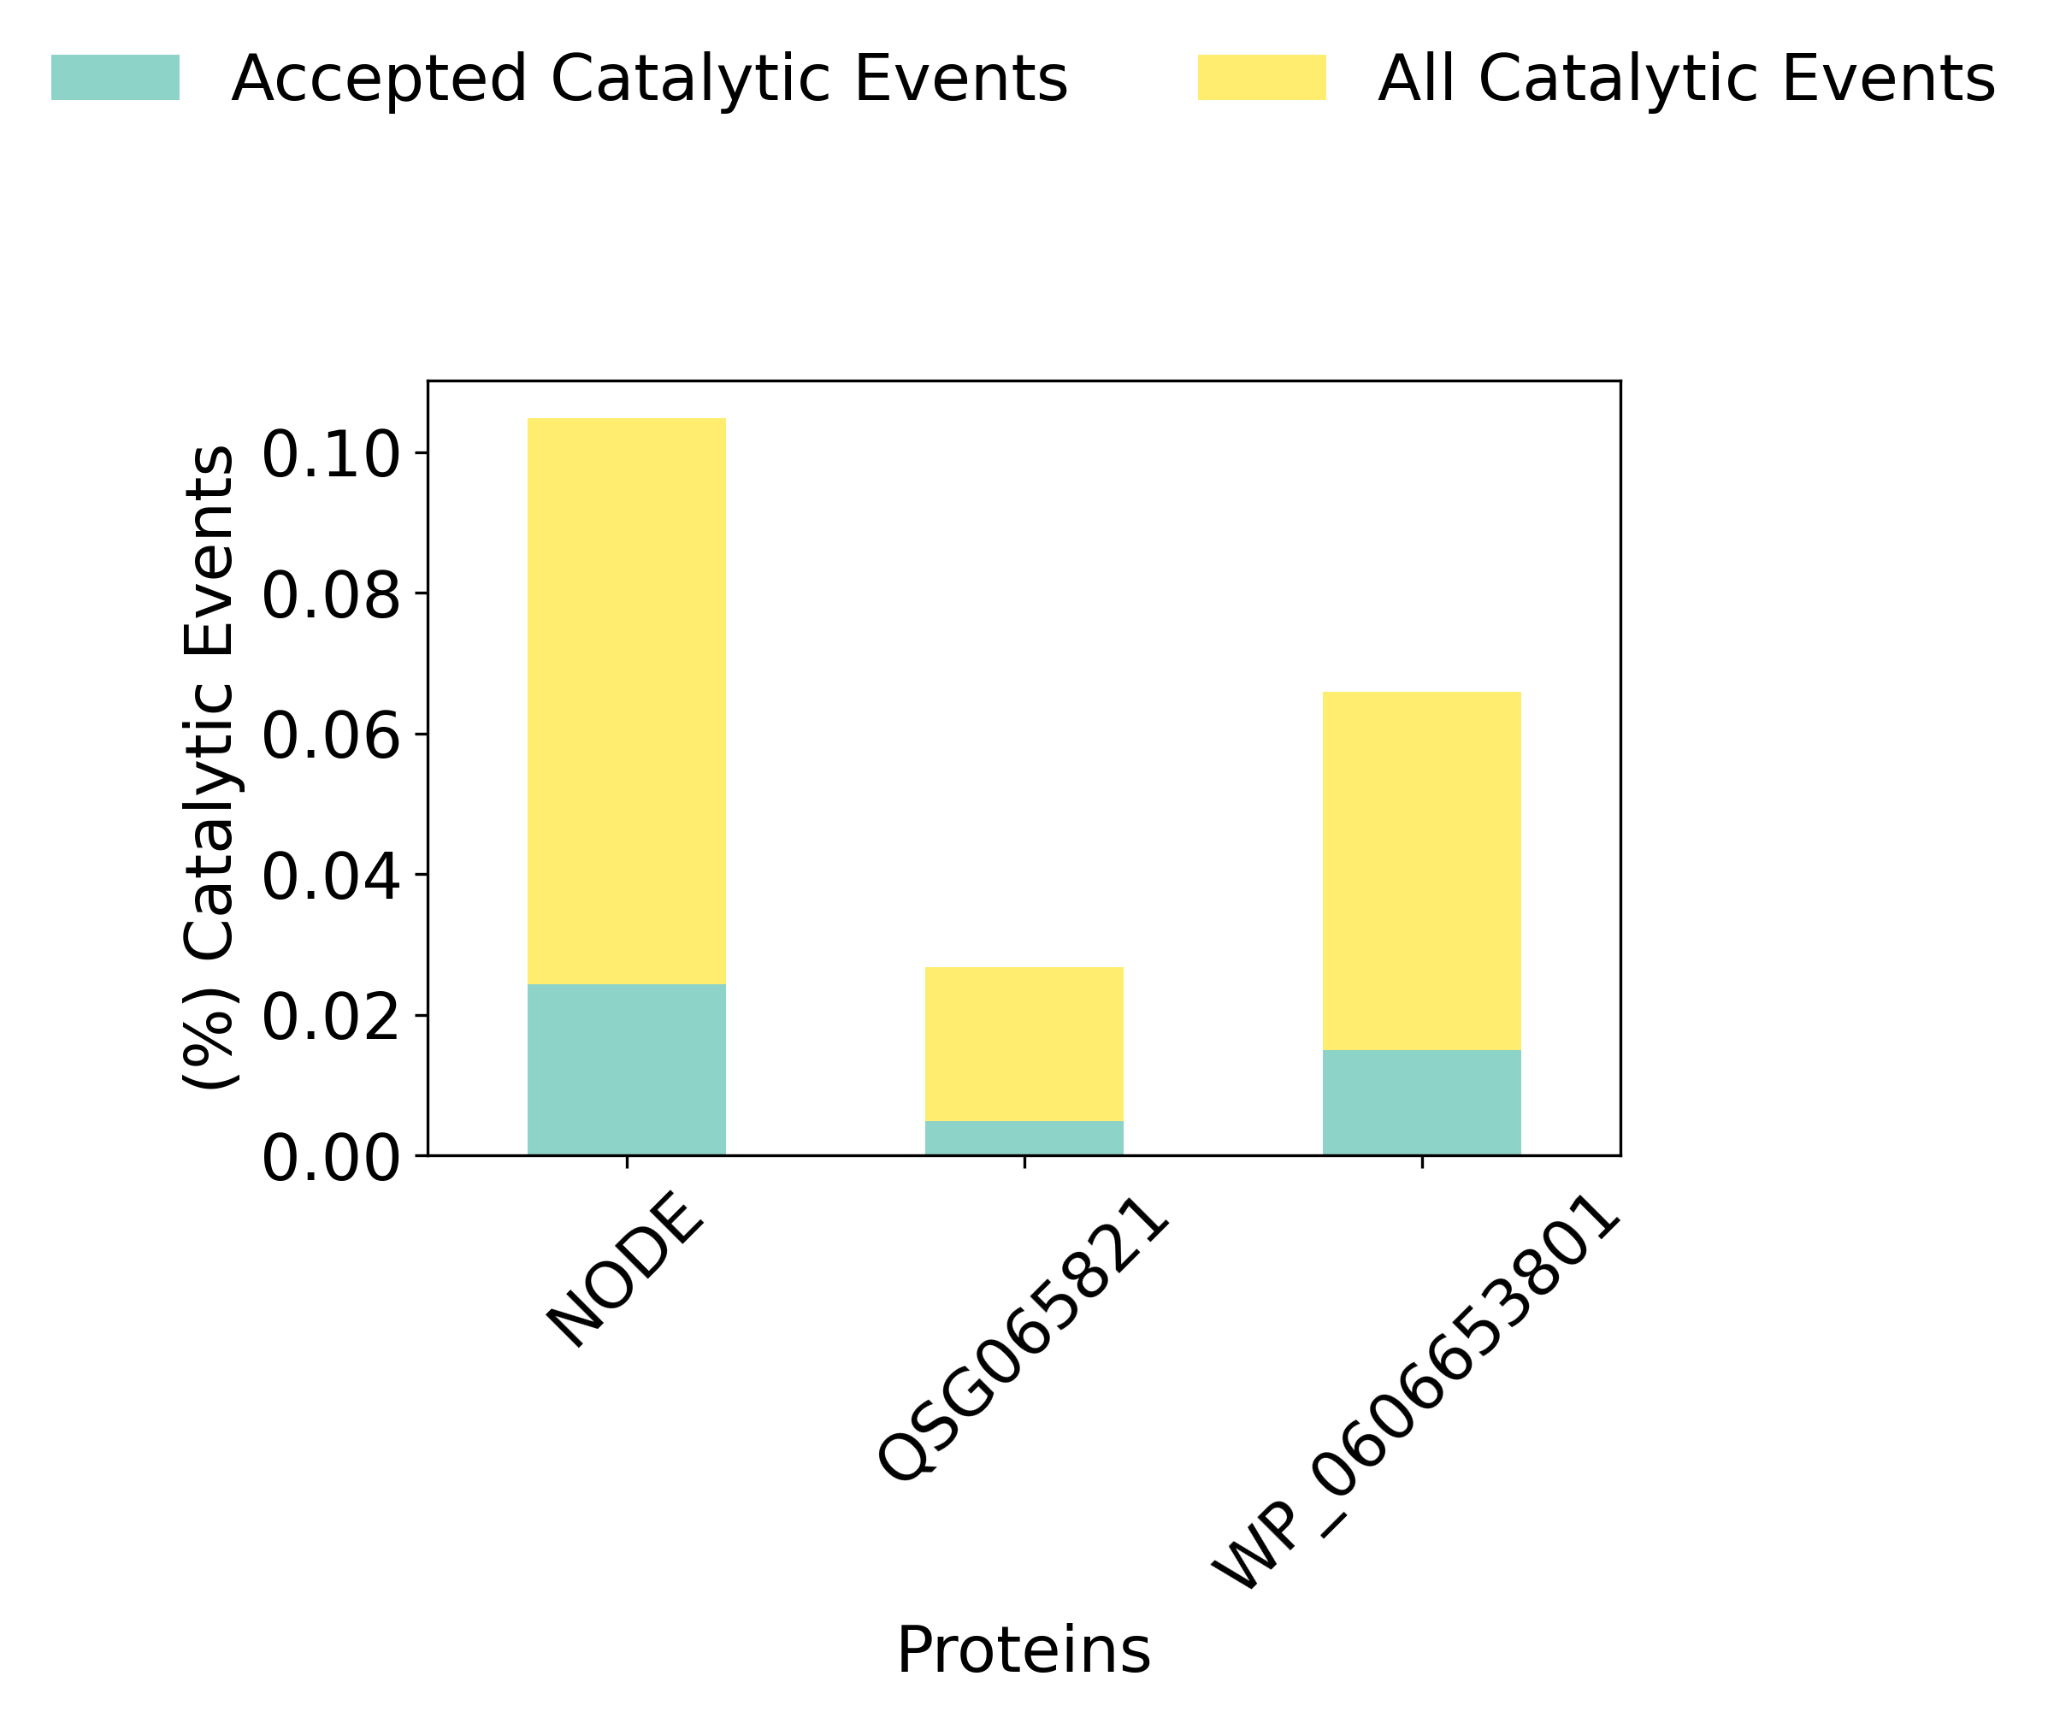 Accepted Catalytic Events
All Catalytic Events
(%) Catalytic Events
0.10
0.08
0.06
0.04
0.02
0.00
NODE
QSG065821
WP_060653801
Proteins